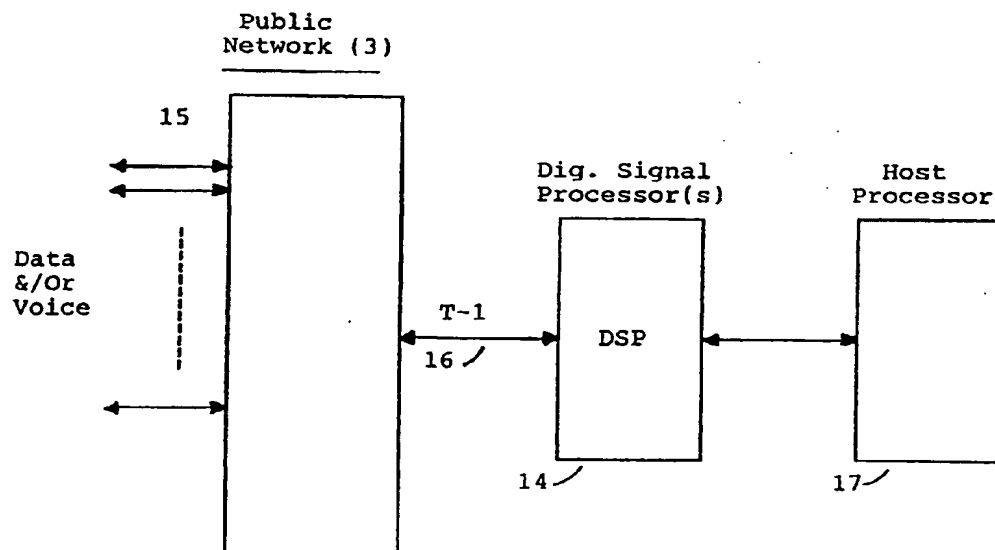 Public
Network (3)
15
Dig. Signal
Processor(s)
Host
Processor
Data
&/Or
Voice
T-1
16
DSP
14
17